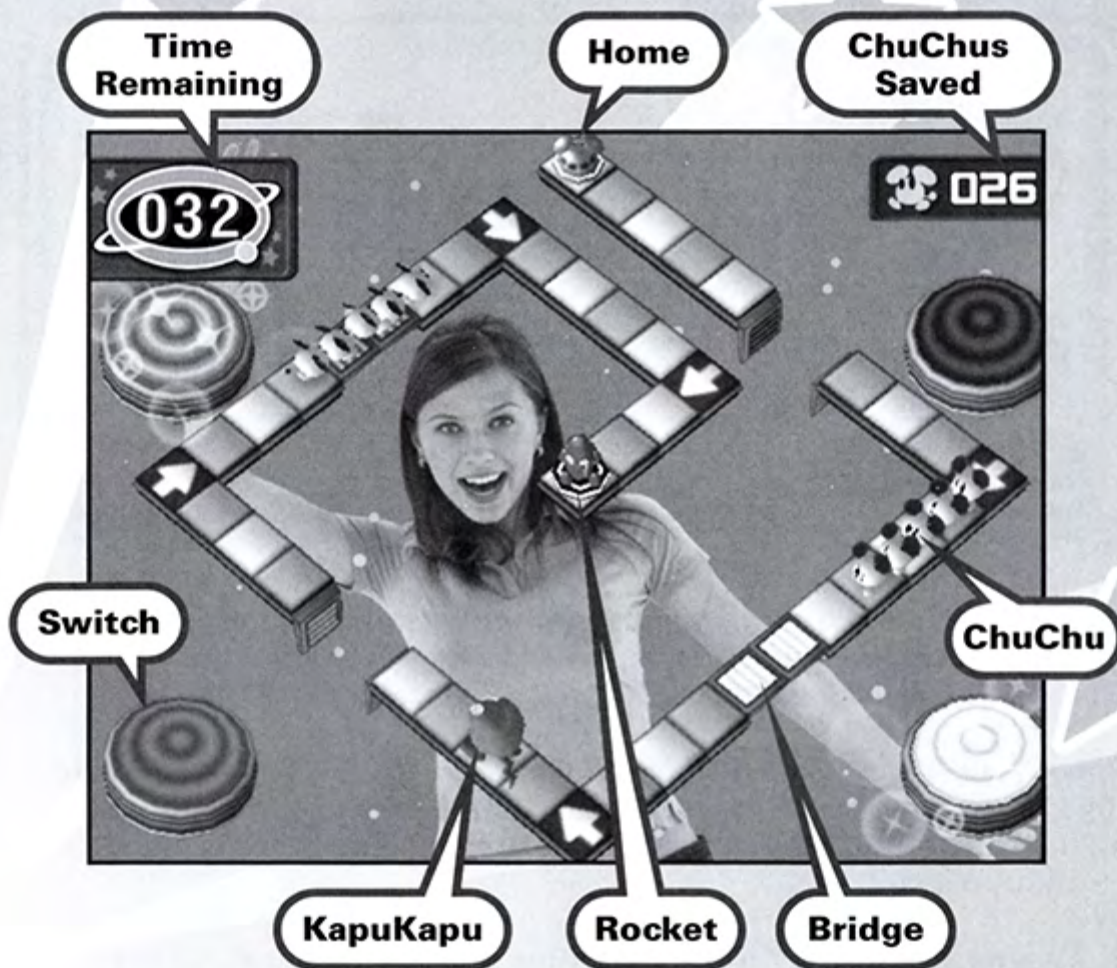 Time
Remaining
Home
ChuChus
Saved
032
026
Switch
ChuChu
KapuKapu
Rocket
Bridge